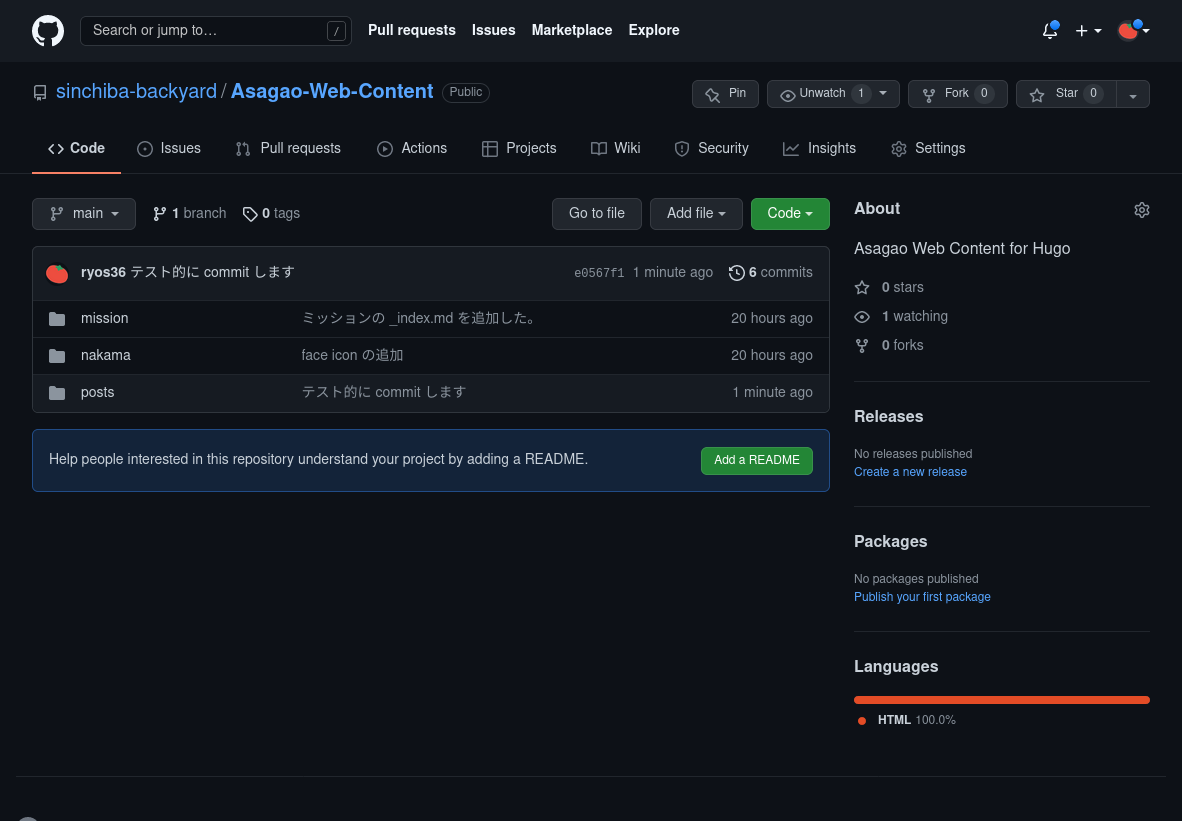 Search or jump to… /
Pull requests Issues Marketplace Explore
sinchiba-backyard / Asagao-Web-Content Public
Pin Unwatch 1 Fork 0 Star 0
Code Issues Pull requests Actions Projects Wiki Security Insights Settings
main 1 branch 0 tags Go to file Add file Code
ryos36 テスト的に commit します e0567f1 1 minute ago 6 commits
mission ミッションの _index.md を追加した。 20 hours ago
nakama face icon の追加 20 hours ago
posts テスト的に commit します 1 minute ago
Help people interested in this repository understand your project by adding a README. Add a README
About
Asagao Web Content for Hugo
0 stars
1 watching
0 forks
Releases
No releases published
Create a new release
Packages
No packages published
Publish your first package
Languages
HTML 100.0%